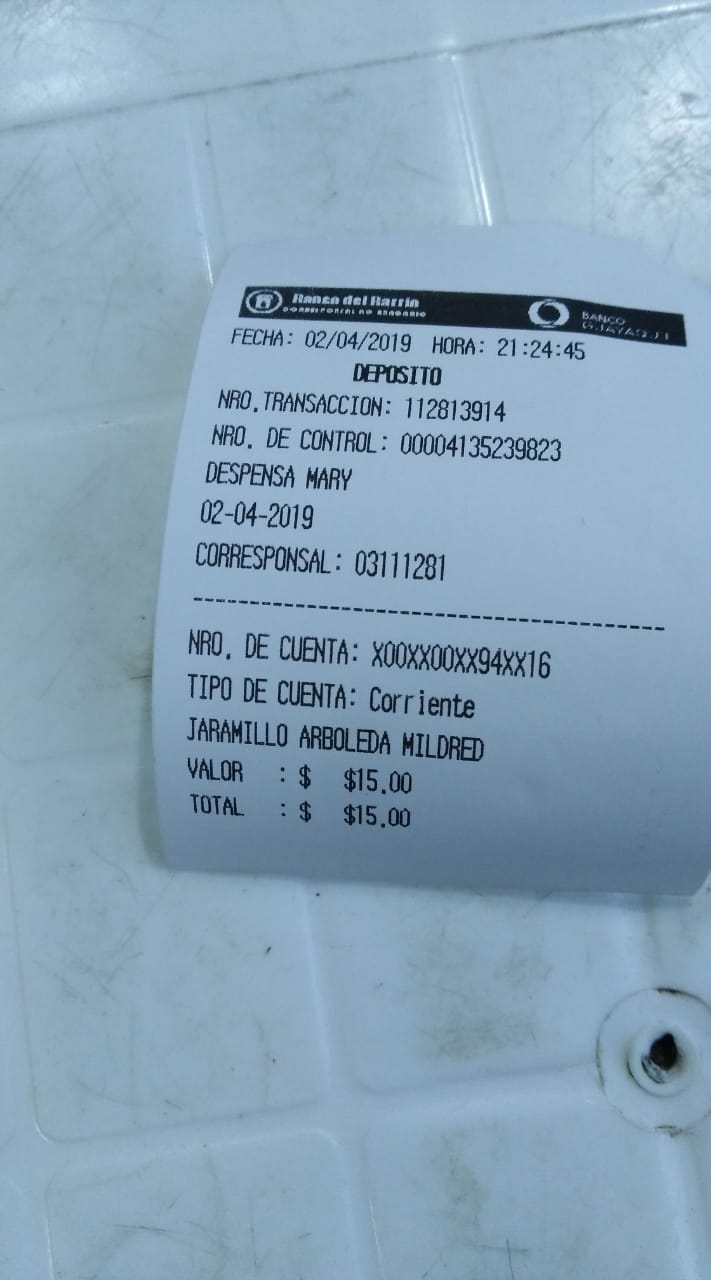 Banco del Barrio
CORRESPONSAL NO BANCARIO
BANCO
GUAYAQUIL
FECHA: 02/04/2019 HORA: 21:24:45
DEPOSITO
NRO.TRANSACCION: 112813914
NRO. DE CONTROL: 00004135239823
DESPENSA MARY
02-04-2019
CORRESPONSAL: 03111281
NRO. DE CUENTA: X00XX00XX94XX16
TIPO DE CUENTA: Corriente
JARAMILLO ARBOLEDA MILDRED
VALOR : $ $15.00
TOTAL : $ $15.00